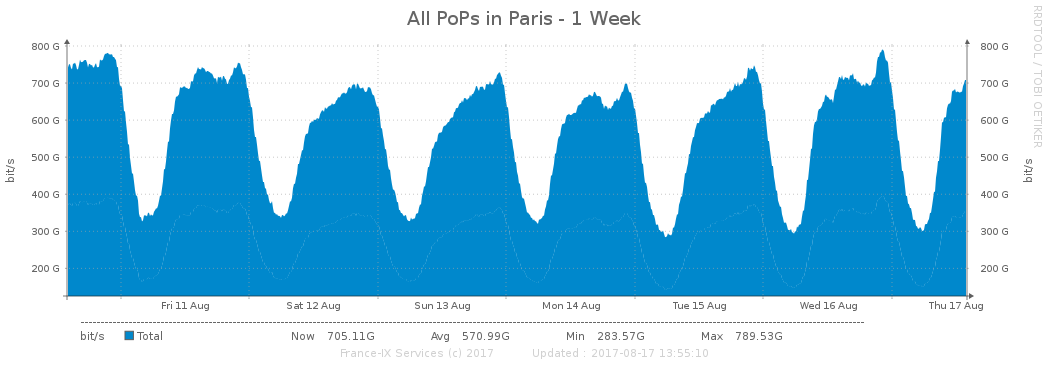 All PoPs in Paris - 1 Week
RRDTOOL / TOBI OETIKER
bit/s
800 G 800 G
700 G 700 G
600 G 600 G
500 G 500 G
400 G 400 G
300 G 300 G
200 G 200 G
bit/s
Fri 11 Aug Sat 12 Aug Sun 13 Aug Mon 14 Aug Tue 15 Aug Wed 16 Aug Thu 17 Aug
bit/s Total Now 705.11G Avg 570.99G Min 283.57G Max 789.53G
France-IX Services (c) 2017 Updated : 2017-08-17 13:55:10